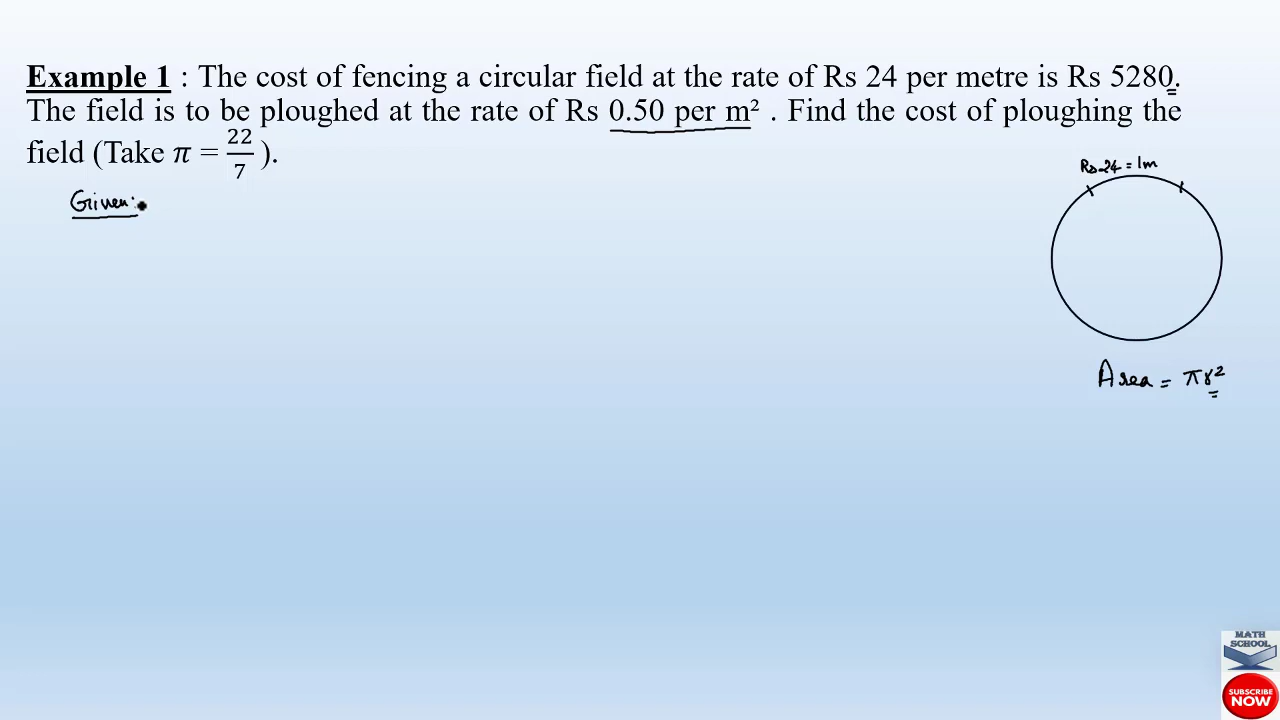 Example 1 : The cost of fencing a circular field at the rate of Rs 24 per metre is Rs 5280.
The field is to be ploughed at the rate of Rs 0.50 per m² . Find the cost of ploughing the
field (Take π = 22/7 ).
Rs 24 = 1m
Given:
Area = πr²
MATH
SCHOOL
SUBSCRIBE
NOW